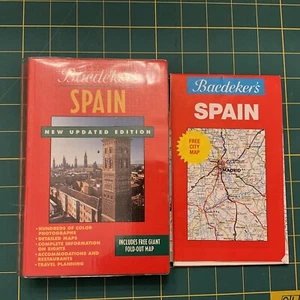 Baedeker's
SPAIN
NEW UPDATED EDITION
• HUNDREDS OF COLOR
PHOTOGRAPHS
• DETAILED MAPS
• COMPLETE INFORMATION
ON SIGHTS
• ACCOMMODATIONS AND
RESTAURANTS
• TRAVEL PLANNING
INCLUDES FREE GIANT
FOLD-OUT MAP
Baedeker's
SPAIN
FREE
CITY
MAP
MADRID